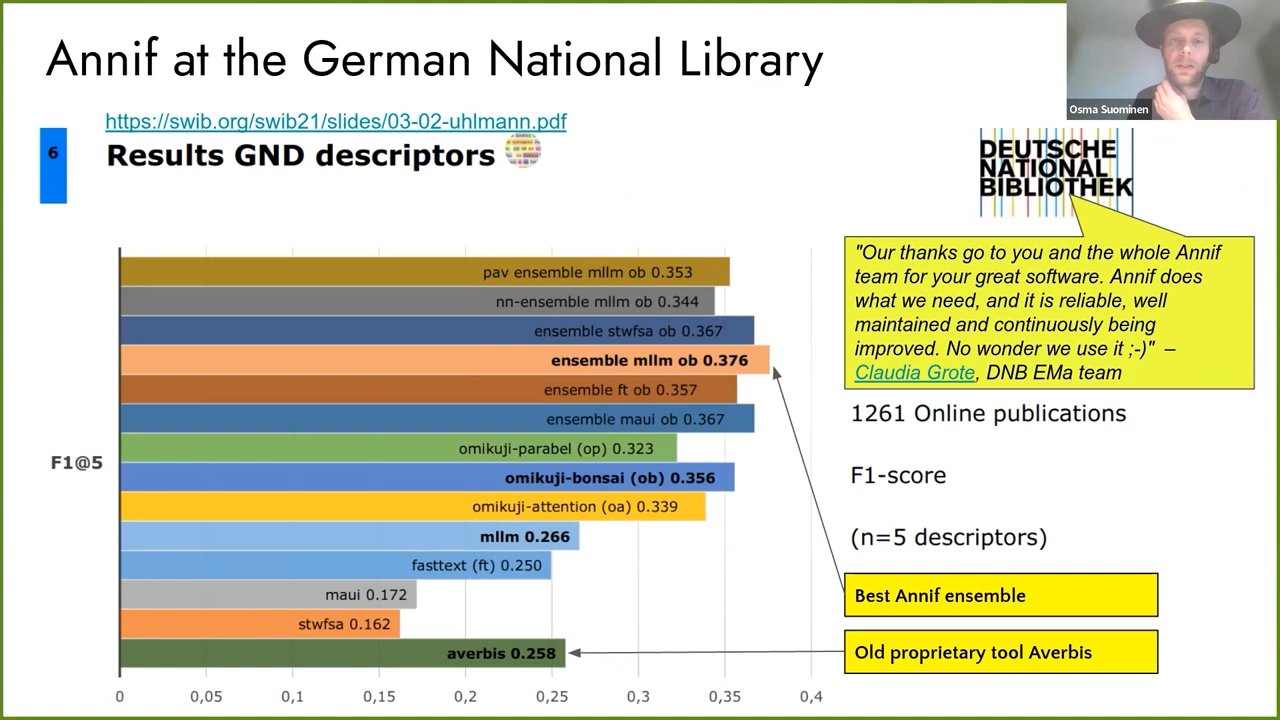 Annif at the German National Library
Osma Suominen
https://swib.org/swib21/slides/03-02-uhlmann.pdf
6
Results GND descriptors
DEUTSCHE
NATIONAL
BIBLIOTHEK
"Our thanks go to you and the whole Annif
team for your great software. Annif does
what we need, and it is reliable, well
maintained and continuously being
improved. No wonder we use it ;-)" –
Claudia Grote, DNB EMa team
pav ensemble mllm ob 0.353
nn-ensemble mllm ob 0.344
ensemble stwfsa ob 0.367
ensemble mllm ob 0.376
ensemble ft ob 0.357
ensemble maui ob 0.367
omikuji-parabel (op) 0.323
omikuji-bonsai (ob) 0.356
omikuji-attention (oa) 0.339
mllm 0.266
fasttext (ft) 0.250
maui 0.172
stwfsa 0.162
averbis 0.258
F1@5
0 0,05 0,1 0,15 0,2 0,25 0,3 0,35 0,4
1261 Online publications
F1-score
(n=5 descriptors)
Best Annif ensemble
Old proprietary tool Averbis